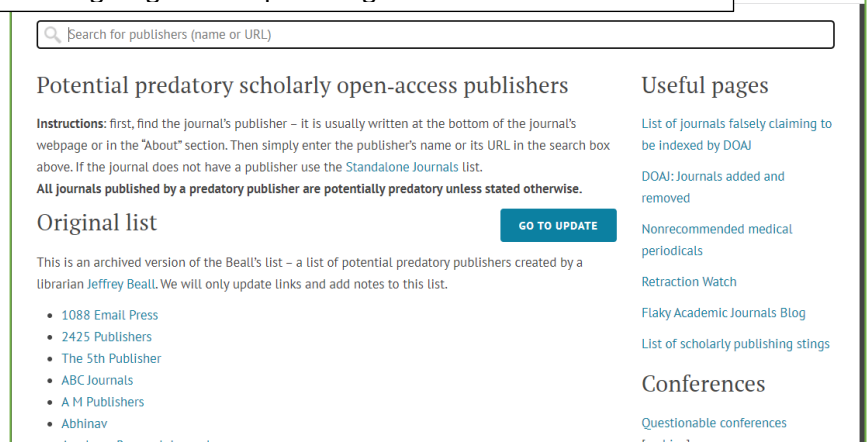 Search for publishers (name or URL)
Potential predatory scholarly open-access publishers
Instructions: first, find the journal's publisher – it is usually written at the bottom of the journal's
webpage or in the "About" section. Then simply enter the publisher's name or its URL in the search box
above. If the journal does not have a publisher use the Standalone Journals list.
All journals published by a predatory publisher are potentially predatory unless stated otherwise.
Original list
GO TO UPDATE
This is an archived version of the Beall's list – a list of potential predatory publishers created by a
librarian Jeffrey Beall. We will only update links and add notes to this list.
• 1088 Email Press
• 2425 Publishers
• The 5th Publisher
• ABC Journals
• A M Publishers
• Abhinav
Useful pages
List of journals falsely claiming to
be indexed by DOAJ
DOAJ: Journals added and
removed
Nonrecommended medical
periodicals
Retraction Watch
Flaky Academic Journals Blog
List of scholarly publishing stings
Conferences
Questionable conferences